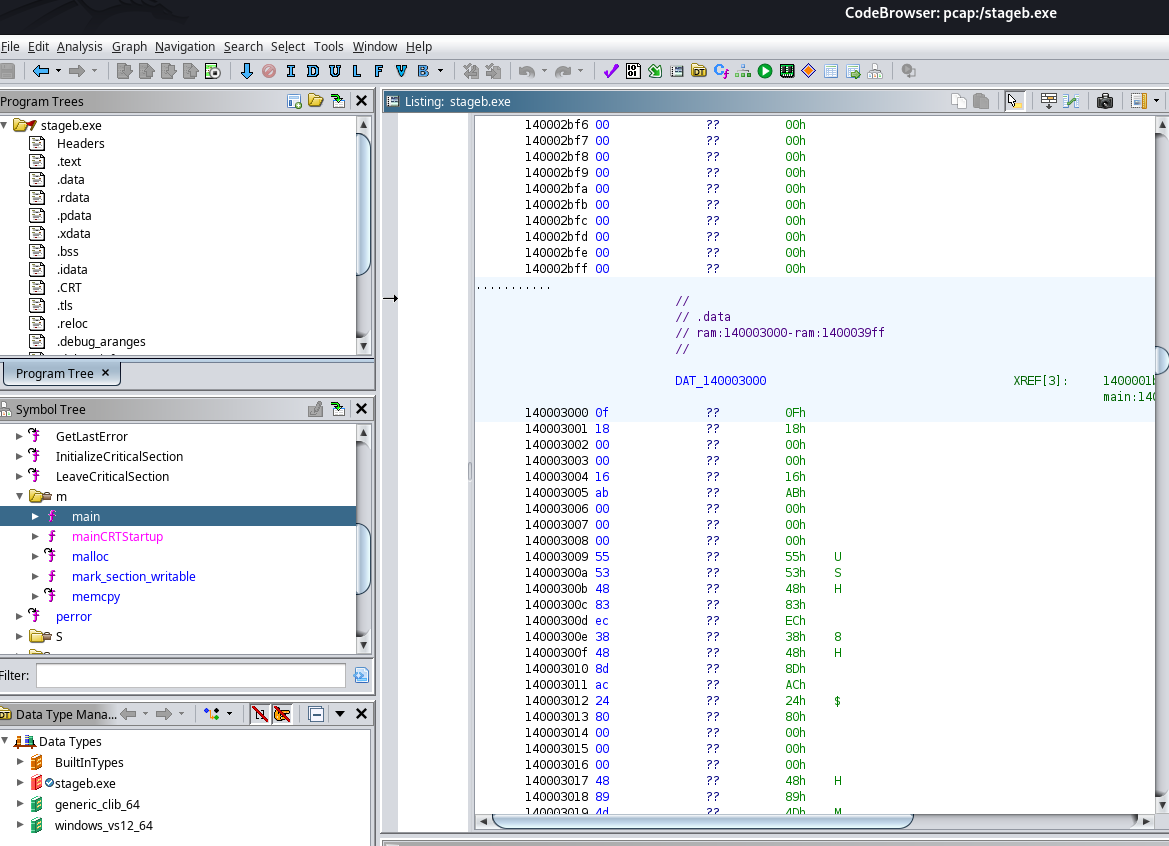 CodeBrowser: pcap:/stageb.exe
File Edit Analysis Graph Navigation Search Select Tools Window Help
I D U L F V B
Program Trees
stageb.exe
Headers
.text
.data
.rdata
.pdata
.xdata
.bss
.idata
.CRT
.tls
.reloc
.debug_aranges
Program Tree ×
Symbol Tree
GetLastError
InitializeCriticalSection
LeaveCriticalSection
m
main
mainCRTStartup
malloc
mark_section_writable
memcpy
perror
S
Filter:
Data Type Mana...
Data Types
BuiltInTypes
stageb.exe
generic_clib_64
windows_vs12_64
Listing: stageb.exe
140002bf6 00 ?? 00h
140002bf7 00 ?? 00h
140002bf8 00 ?? 00h
140002bf9 00 ?? 00h
140002bfa 00 ?? 00h
140002bfb 00 ?? 00h
140002bfc 00 ?? 00h
140002bfd 00 ?? 00h
140002bfe 00 ?? 00h
140002bff 00 ?? 00h
...........
//
// .data
// ram:140003000-ram:1400039ff
//
DAT_140003000 XREF[3]: 1400001b
main:140
140003000 0f ?? 0Fh
140003001 18 ?? 18h
140003002 00 ?? 00h
140003003 00 ?? 00h
140003004 16 ?? 16h
140003005 ab ?? ABh
140003006 00 ?? 00h
140003007 00 ?? 00h
140003008 00 ?? 00h
140003009 55 ?? 55h U
14000300a 53 ?? 53h S
14000300b 48 ?? 48h H
14000300c 83 ?? 83h
14000300d ec ?? ECh
14000300e 38 ?? 38h 8
14000300f 48 ?? 48h H
140003010 8d ?? 8Dh
140003011 ac ?? ACh
140003012 24 ?? 24h $
140003013 80 ?? 80h
140003014 00 ?? 00h
140003015 00 ?? 00h
140003016 00 ?? 00h
140003017 48 ?? 48h H
140003018 89 ?? 89h
140003019 4d ?? 4Dh M